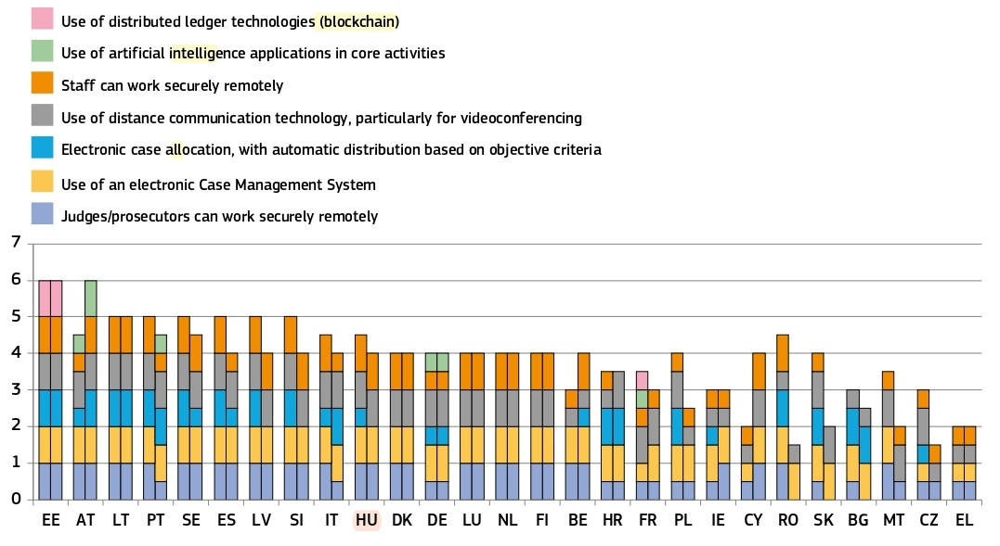 Use of distributed ledger technologies (blockchain)
Use of artificial intelligence applications in core activities
Staff can work securely remotely
Use of distance communication technology, particularly for videoconferencing
Electronic case allocation, with automatic distribution based on objective criteria
Use of an electronic Case Management System
Judges/prosecutors can work securely remotely
7
6
5
4
3
2
1
0
EE AT LT PT SE ES LV SI IT HU DK DE LU NL FI BE HR FR PL IE CY RO SK BG MT CZ EL